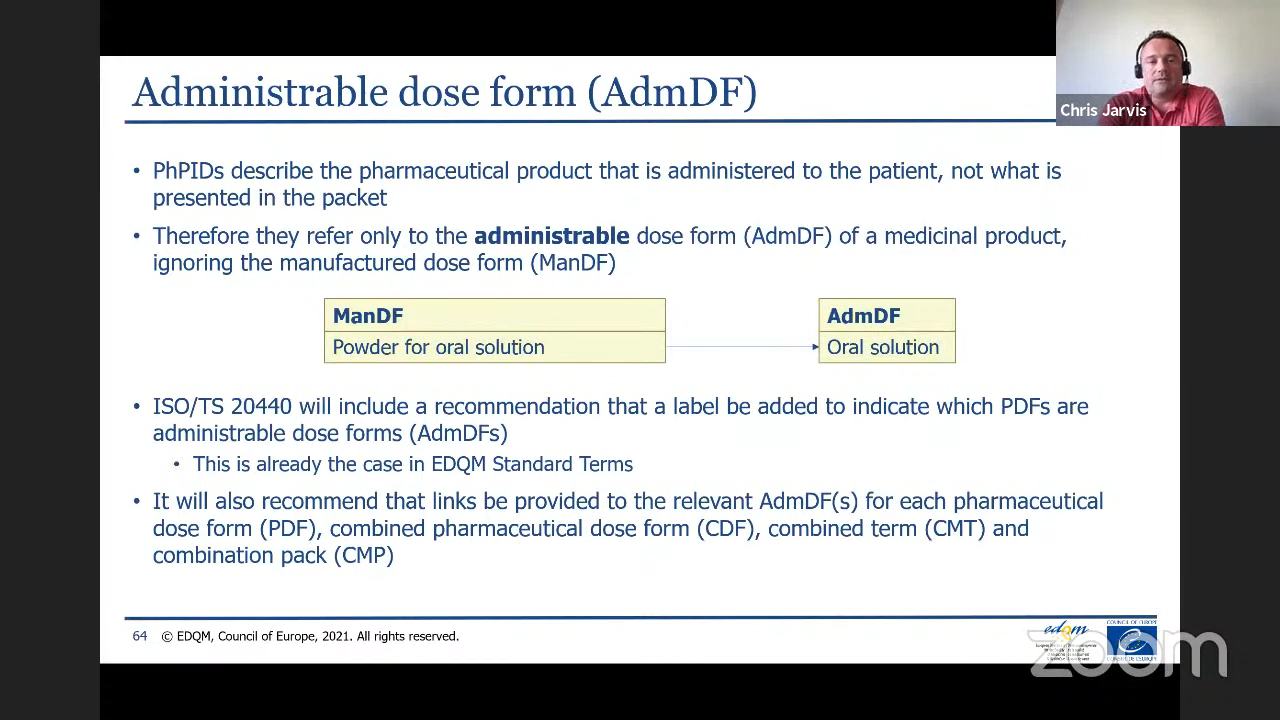 Administrable dose form (AdmDF)
Chris Jarvis
• PhPIDs describe the pharmaceutical product that is administered to the patient, not what is
presented in the packet
• Therefore they refer only to the administrable dose form (AdmDF) of a medicinal product,
ignoring the manufactured dose form (ManDF)
ManDF
Powder for oral solution
AdmDF
Oral solution
• ISO/TS 20440 will include a recommendation that a label be added to indicate which PDFs are
administrable dose forms (AdmDFs)
• This is already the case in EDQM Standard Terms
• It will also recommend that links be provided to the relevant AdmDF(s) for each pharmaceutical
dose form (PDF), combined pharmaceutical dose form (CDF), combined term (CMT) and
combination pack (CMP)
64 © EDQM, Council of Europe, 2021. All rights reserved.
edqm
COUNCIL OF EUROPE
CONSEIL DE L'EUROPE
zoom